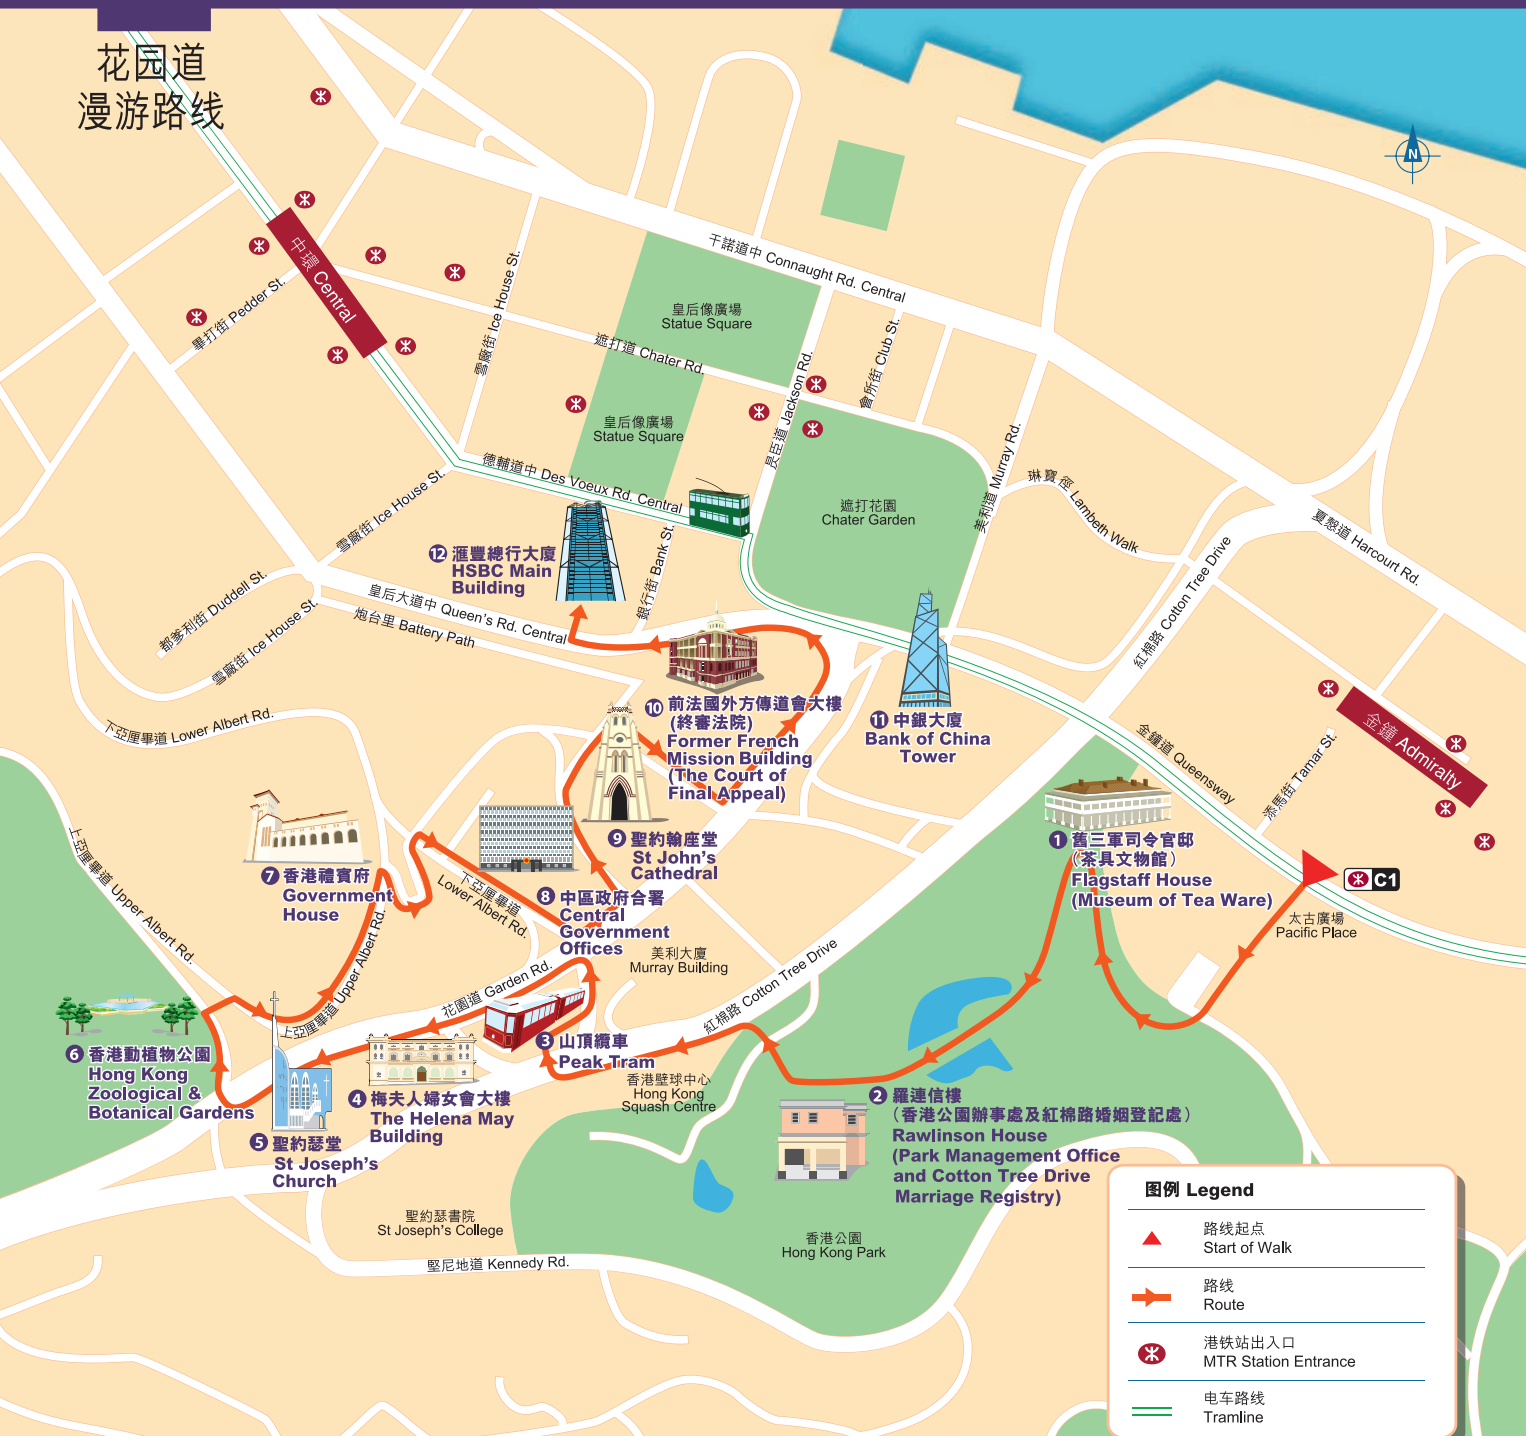 花园道
漫游路线
N
中環 Central
畢打街 Pedder St.
雪廠街 Ice House St.
干諾道中 Connaught Rd. Central
皇后像廣場
Statue Square
遮打道 Chater Rd.
皇后像廣場
Statue Square
會所街 Club St.
昃臣道 Jackson Rd.
德輔道中 Des Voeux Rd. Central
遮打花園
Chater Garden
美利道 Murray Rd.
琳寶徑 Lambeth Walk
夏慤道 Harcourt Rd.
紅棉路 Cotton Tree Drive
雪廠街 Ice House St.
銀行街 Bank St.
12 滙豐總行大廈
HSBC Main
Building
都爹利街 Duddell St.
皇后大道中 Queen's Rd. Central
炮台里 Battery Path
雪廠街 Ice House St.
下亞厘畢道 Lower Albert Rd.
10 前法國外方傳道會大樓
(終審法院)
Former French
Mission Building
(The Court of
Final Appeal)
11 中銀大廈
Bank of China
Tower
金鐘道 Queensway
金鐘 Admiralty
添馬街 Tamar St.
上亞厘畢道 Upper Albert Rd.
7 香港禮賓府
Government
House
9 聖約翰座堂
St John's
Cathedral
1 舊三軍司令官邸
(茶具文物館)
Flagstaff House
(Museum of Tea Ware)
C1
太古廣場
Pacific Place
下亞厘畢道
Lower Albert Rd.
8 中區政府合署
Central
Government
Offices
美利大廈
Murray Building
上亞厘畢道 Upper Albert Rd.
花園道 Garden Rd.
紅棉路 Cotton Tree Drive
6 香港動植物公園
Hong Kong
Zoological &
Botanical Gardens
3 山頂纜車
Peak Tram
香港壁球中心
Hong Kong
Squash Centre
4 梅夫人婦女會大樓
The Helena May
Building
5 聖約瑟堂
St Joseph's
Church
2 羅連信樓
(香港公園辦事處及紅棉路婚姻登記處)
Rawlinson House
(Park Management Office
and Cotton Tree Drive
Marriage Registry)
聖約瑟書院
St Joseph's College
堅尼地道 Kennedy Rd.
香港公園
Hong Kong Park
图例 Legend
路线起点
Start of Walk
路线
Route
港铁站出入口
MTR Station Entrance
电车路线
Tramline